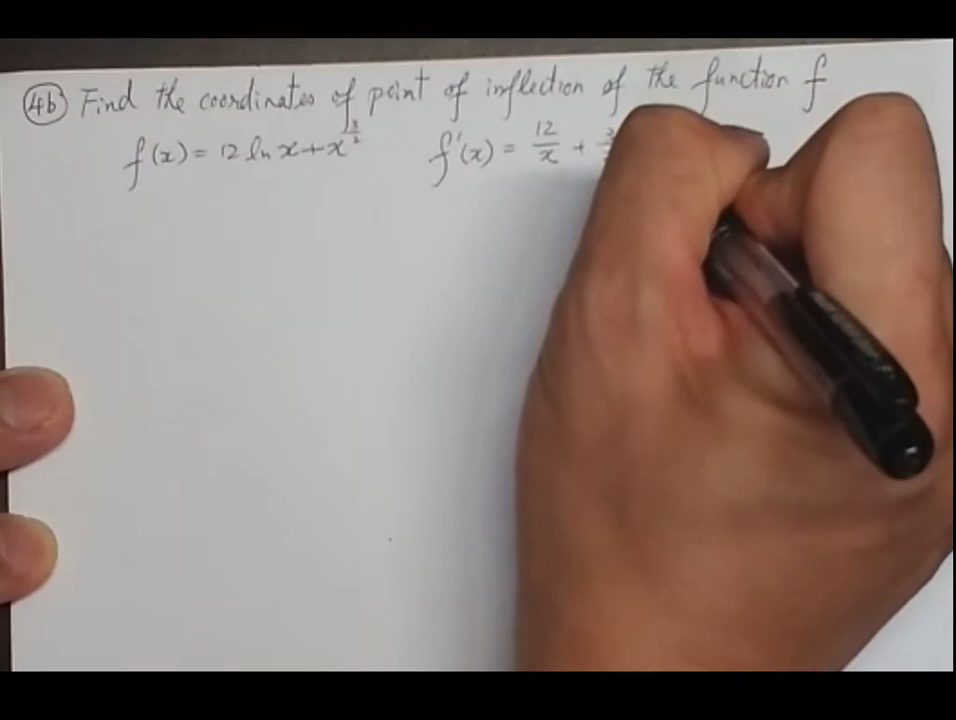 4b Find the coordinates of point of inflection of the function f
f(x) = 12 ln x + x^{3/2} f'(x) = 12/x +